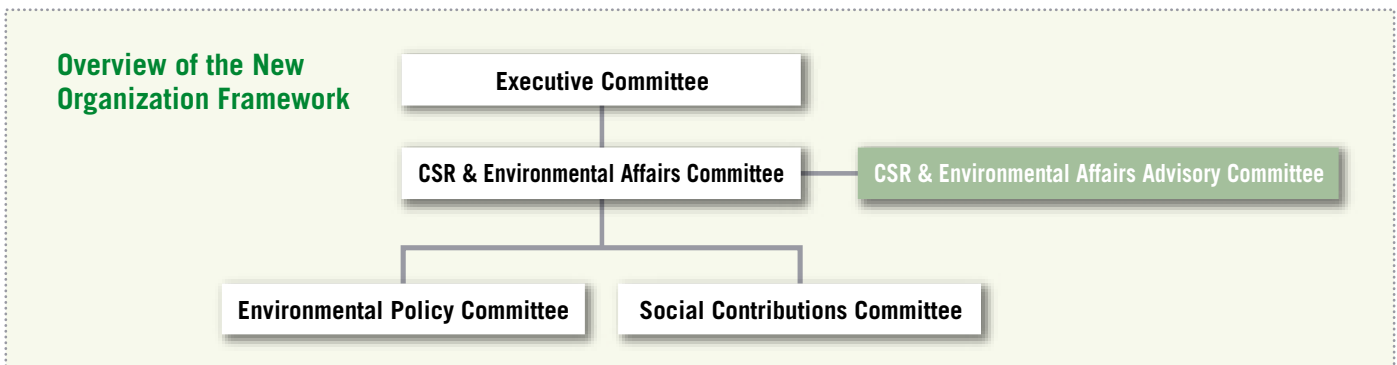 Overview of the New
Organization Framework
Executive Committee
CSR & Environmental Affairs Committee
CSR & Environmental Affairs Advisory Committee
Environmental Policy Committee
Social Contributions Committee